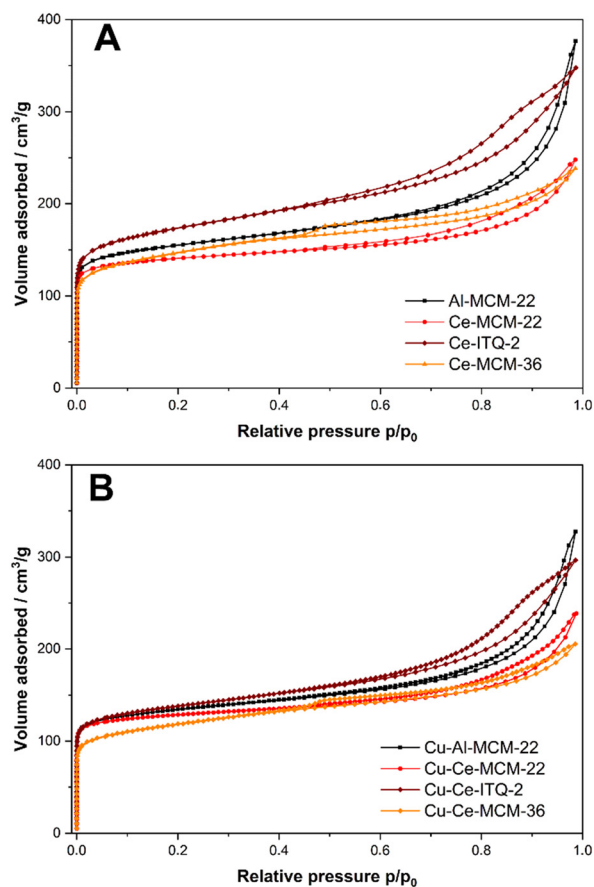 A
400
300
200
100
0
Volume adsorbed / cm³/g
Al-MCM-22
Ce-MCM-22
Ce-ITQ-2
Ce-MCM-36
0.0 0.2 0.4 0.6 0.8 1.0
Relative pressure p/p₀
B
400
300
200
100
0
Volume adsorbed / cm³/g
Cu-Al-MCM-22
Cu-Ce-MCM-22
Cu-Ce-ITQ-2
Cu-Ce-MCM-36
0.0 0.2 0.4 0.6 0.8 1.0
Relative pressure p/p₀